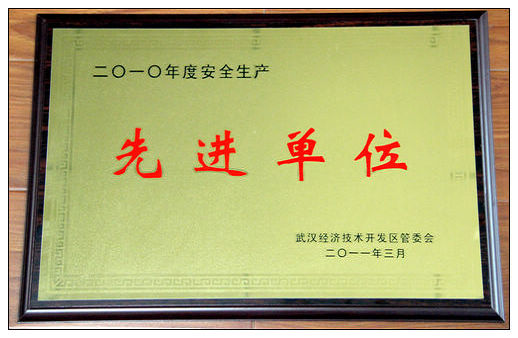 二〇一〇年度安全生产
先进单位
武汉经济技术开发区管委会
二〇一一年三月